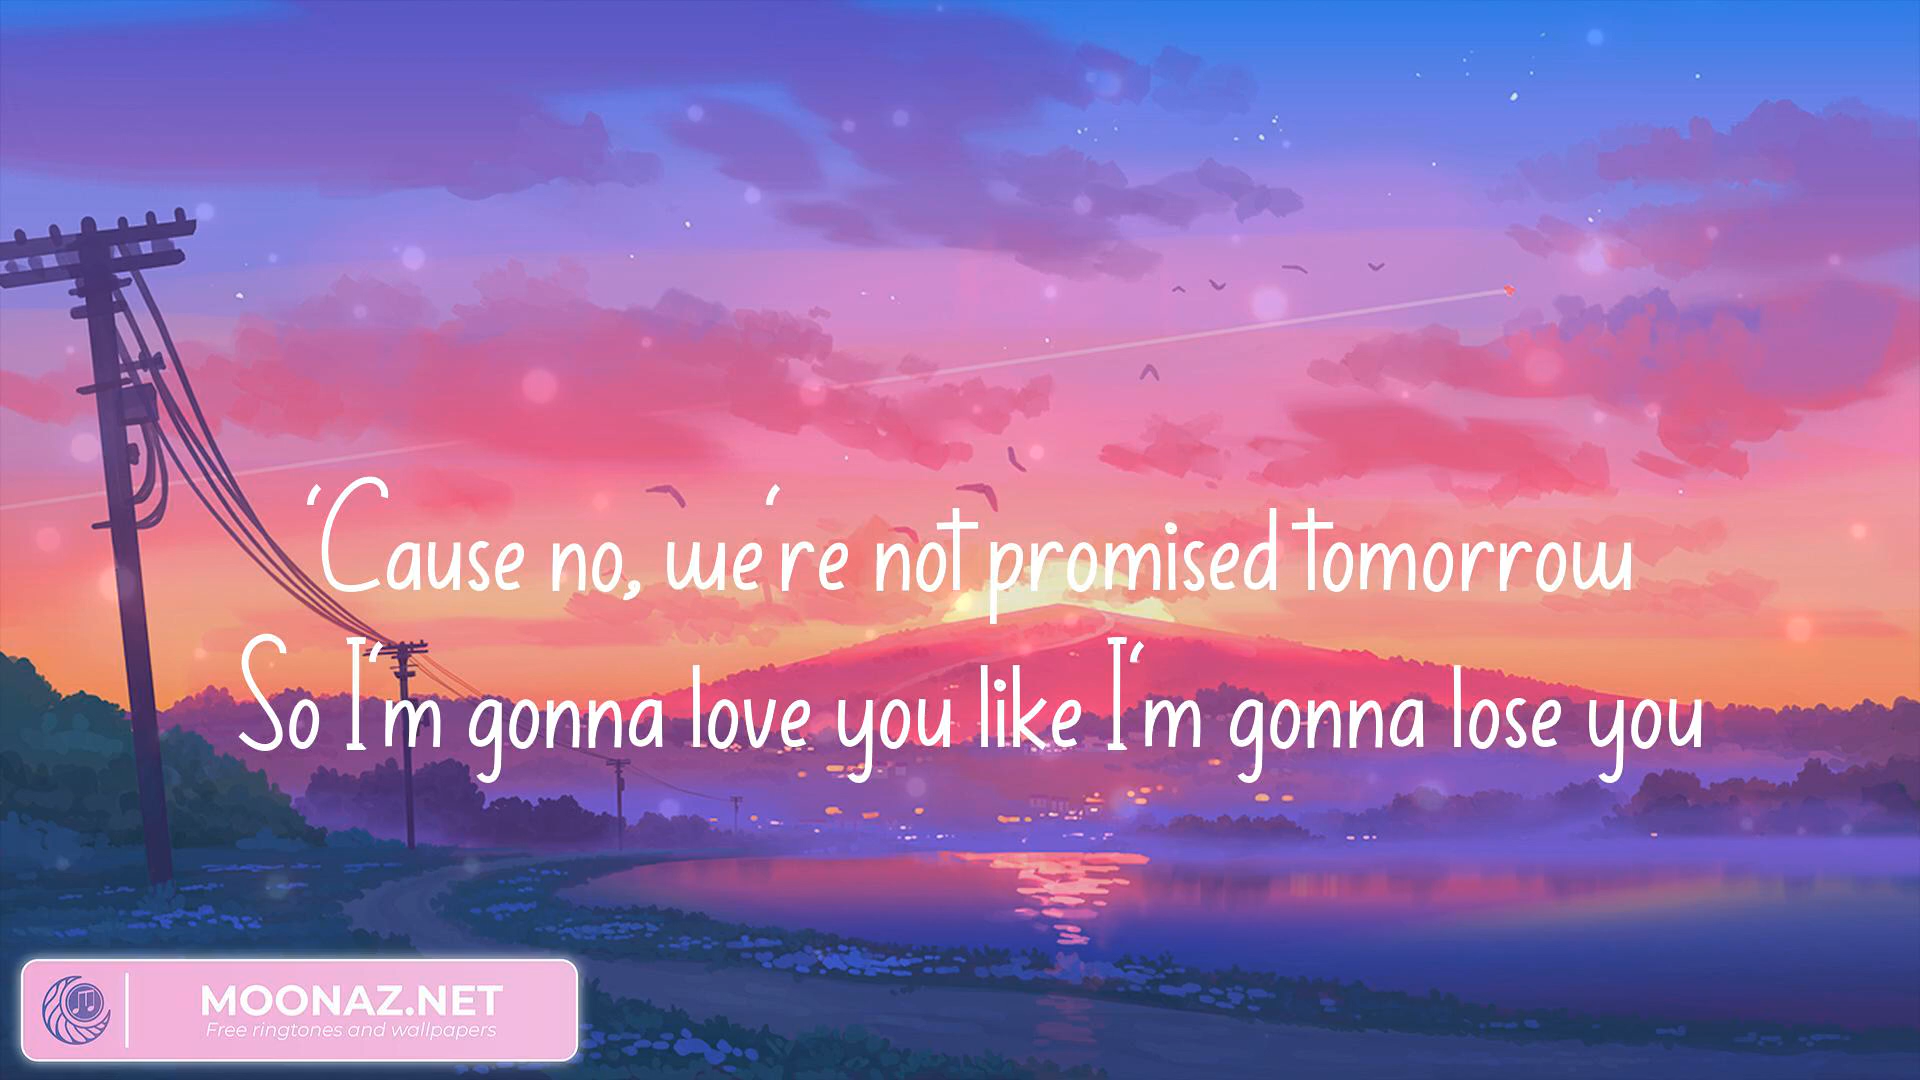 ‘Cause no, we‘re not promised tomorrow
So I‘m gonna love you like I‘m gonna lose you
MOONAZ.NET
Free ringtones and wallpapers